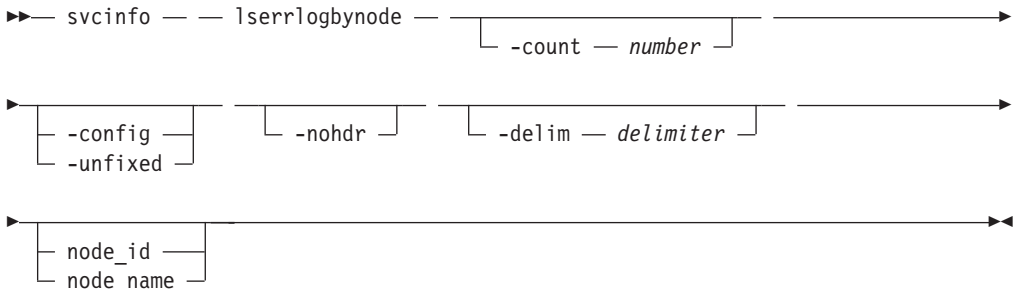 svcinfo lserrlogbynode
-count number
-config -nohdr -delim delimiter
-unfixed
node_id
node name